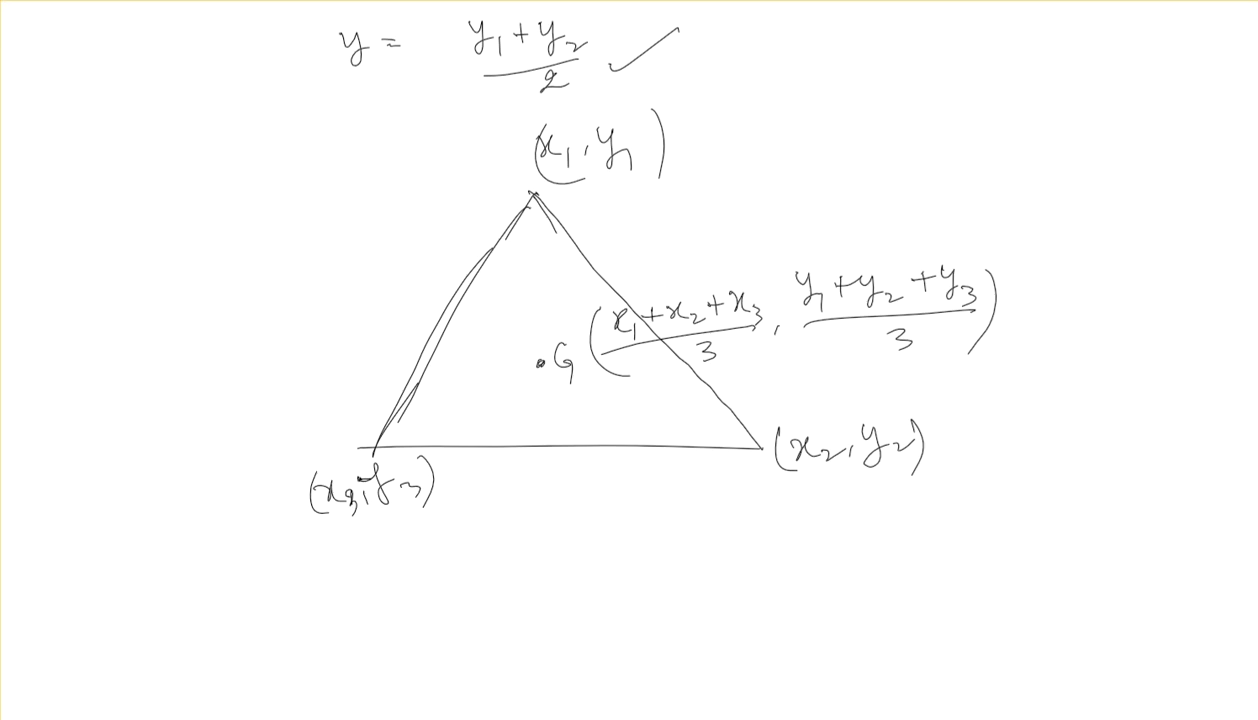 y = (y₁ + y₂)/2 ✓
(x₁, y₁)
.G ((x₁ + x₂ + x₃)/3, (y₁ + y₂ + y₃)/3)
(x₂, y₂)
(x₃, y₃)